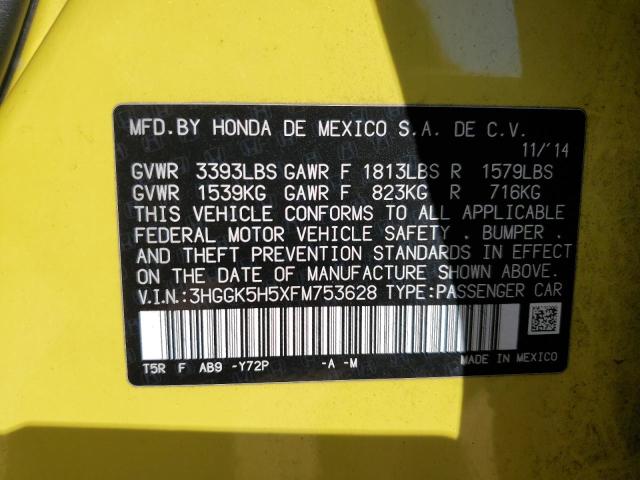 MFD.BY HONDA DE MEXICO S.A. DE C.V.
11/'14
GVWR 3393LBS GAWR F 1813LBS R 1579LBS
GVWR 1539KG GAWR F 823KG R 716KG
THIS VEHICLE CONFORMS TO ALL APPLICABLE
FEDERAL MOTOR VEHICLE SAFETY . BUMPER .
AND THEFT PREVENTION STANDARDS IN EFFECT
ON THE DATE OF MANUFACTURE SHOWN ABOVE.
V.I.N.:3HGGK5H5XFM753628 TYPE:PASSENGER CAR
T5R F AB9 -Y72P -A -M MADE IN MEXICO